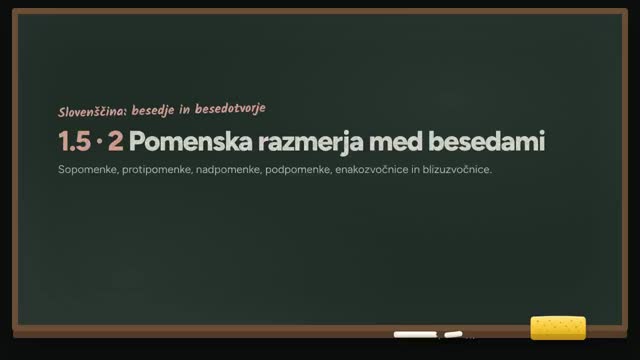 Slovenščina: besedje in besedotvorje
1.5 · 2 Pomenska razmerja med besedami
Sopomenke, protipomenke, nadpomenke, podpomenke, enakozvočnice in blizuzvočnice.